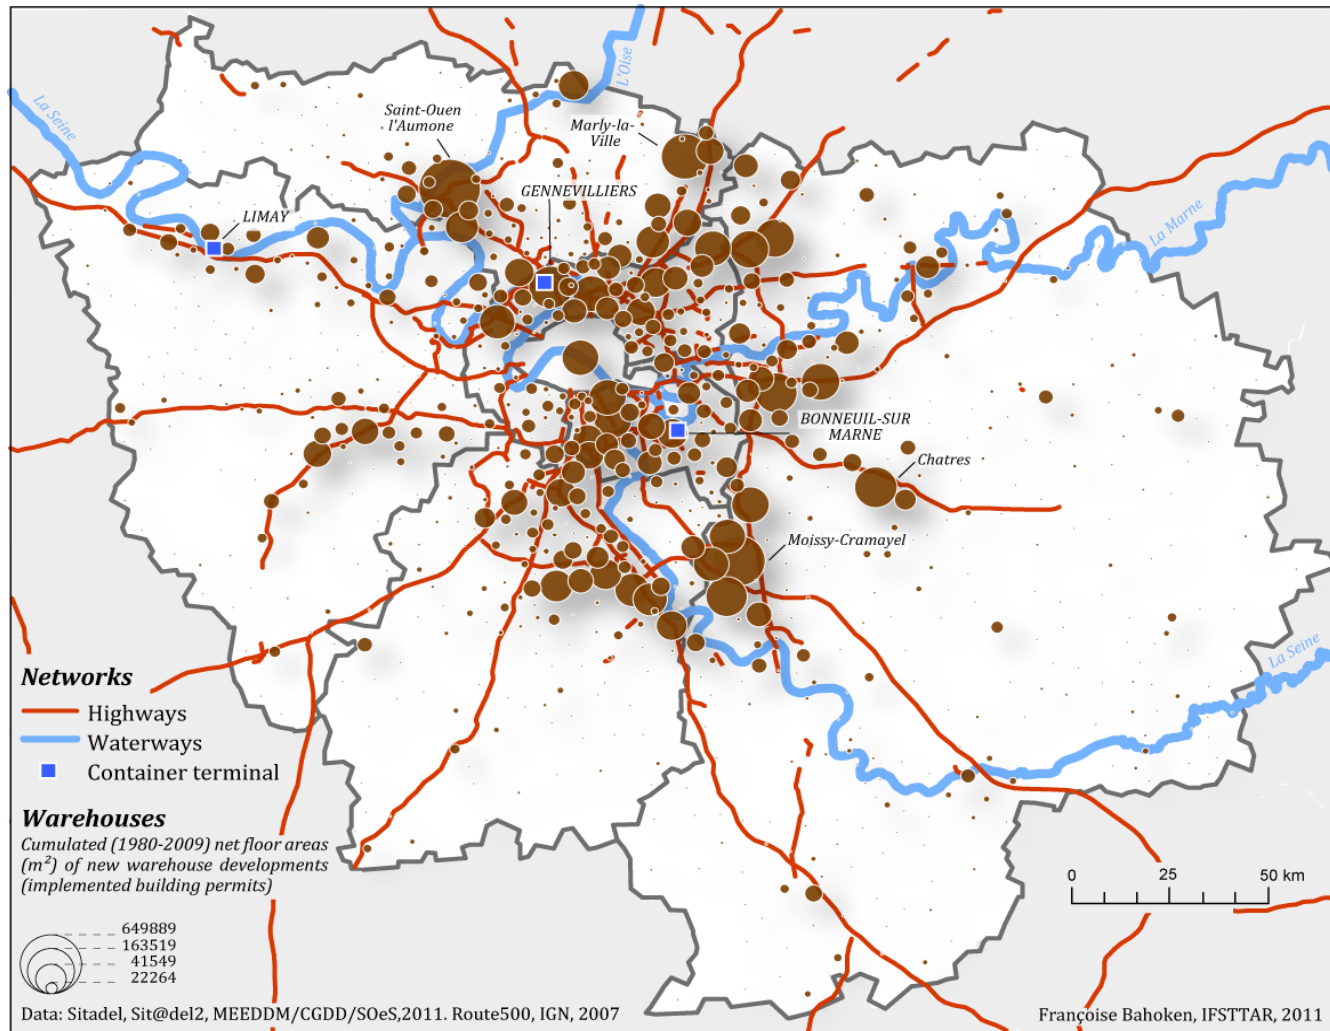 L'Oise
La Seine
Saint-Ouen
l'Aumone
Marly-la-
Ville
GENNEVILLIERS
LIMAY
La Marne
BONNEUIL-SUR
MARNE
Chatres
Moissy-Cramayel
La Seine
Networks
Highways
Waterways
Container terminal
Warehouses
Cumulated (1980-2009) net floor areas
(m²) of new warehouse developments
(implemented building permits)
649889
163519
41549
22264
0 25 50 km
Data: Sitadel, Sit@del2, MEEDDM/CGDD/SOeS,2011. Route500, IGN, 2007
Françoise Bahoken, IFSTTAR, 2011